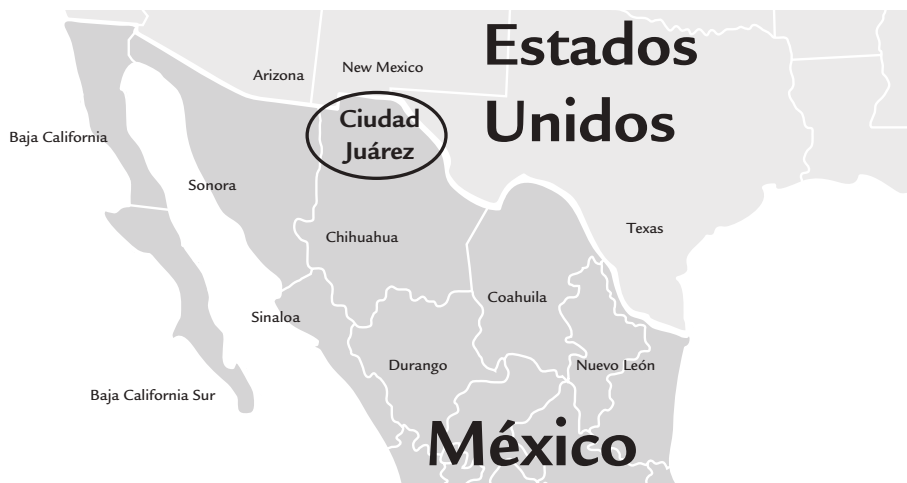 Estados
Unidos
Arizona
New Mexico
Ciudad
Juárez
Baja California
Sonora
Texas
Chihuahua
Coahuila
Sinaloa
Durango
Nuevo León
Baja California Sur
México